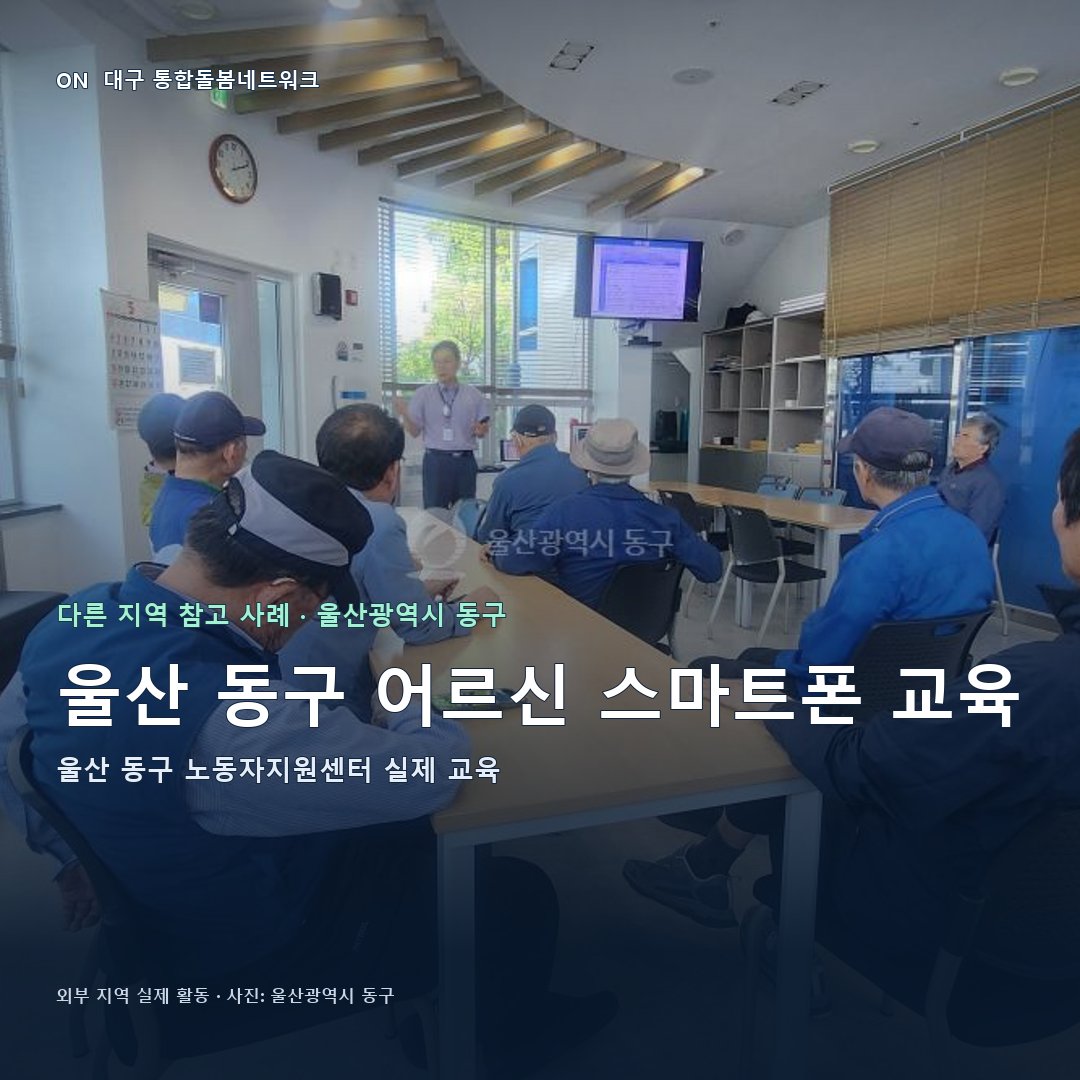 ON 대구 통합돌봄네트워크
5
울산광역시 동구
다른 지역 참고 사례 · 울산광역시 동구
울산 동구 어르신 스마트폰 교육
울산 동구 노동자지원센터 실제 교육
외부 지역 실제 활동 · 사진: 울산광역시 동구